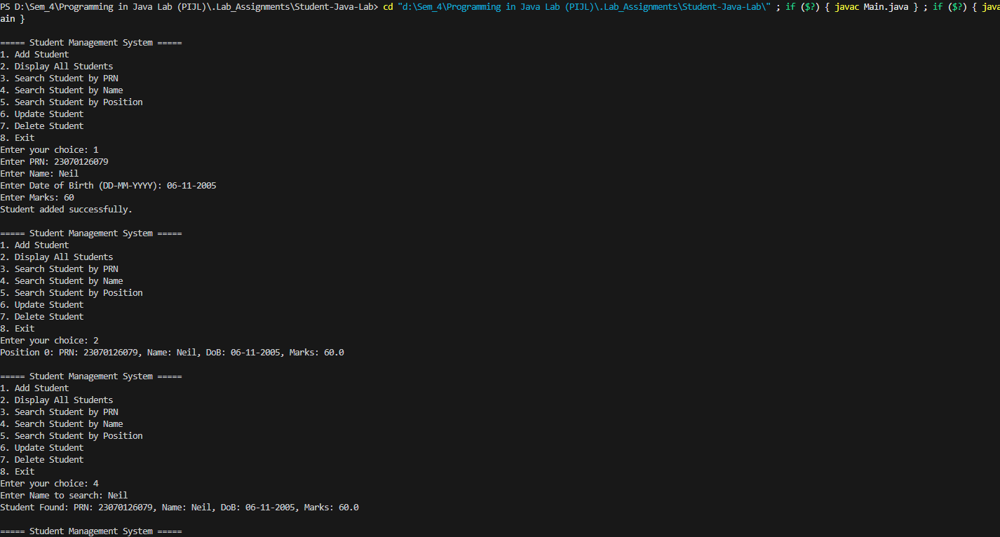 PS D:\Sem_4\Programming in Java Lab (PIJL)\.Lab_Assignments\Student-Java-Lab> cd "d:\Sem_4\Programming in Java Lab (PIJL)\.Lab_Assignments\Student-Java-Lab\" ; if ($?) { javac Main.java } ; if ($?) { java
ain }
===== Student Management System =====
1. Add Student
2. Display All Students
3. Search Student by PRN
4. Search Student by Name
5. Search Student by Position
6. Update Student
7. Delete Student
8. Exit
Enter your choice: 1
Enter PRN: 23070126079
Enter Name: Neil
Enter Date of Birth (DD-MM-YYYY): 06-11-2005
Enter Marks: 60
Student added successfully.
===== Student Management System =====
1. Add Student
2. Display All Students
3. Search Student by PRN
4. Search Student by Name
5. Search Student by Position
6. Update Student
7. Delete Student
8. Exit
Enter your choice: 2
Position 0: PRN: 23070126079, Name: Neil, DoB: 06-11-2005, Marks: 60.0
===== Student Management System =====
1. Add Student
2. Display All Students
3. Search Student by PRN
4. Search Student by Name
5. Search Student by Position
6. Update Student
7. Delete Student
8. Exit
Enter your choice: 4
Enter Name to search: Neil
Student Found: PRN: 23070126079, Name: Neil, DoB: 06-11-2005, Marks: 60.0
===== Student Management System =====